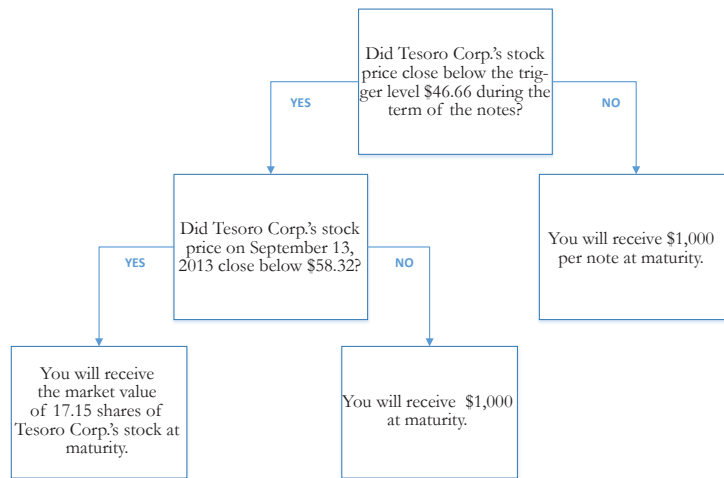 Did Tesoro Corp.'s stock
price close below the trig-
ger level $46.66 during the
term of the notes?
YES
NO
Did Tesoro Corp.'s stock
price on September 13,
2013 close below $58.32?
You will receive $1,000
per note at maturity.
YES
NO
You will receive
the market value
of 17.15 shares of
Tesoro Corp.'s stock at
maturity.
You will receive $1,000
at maturity.